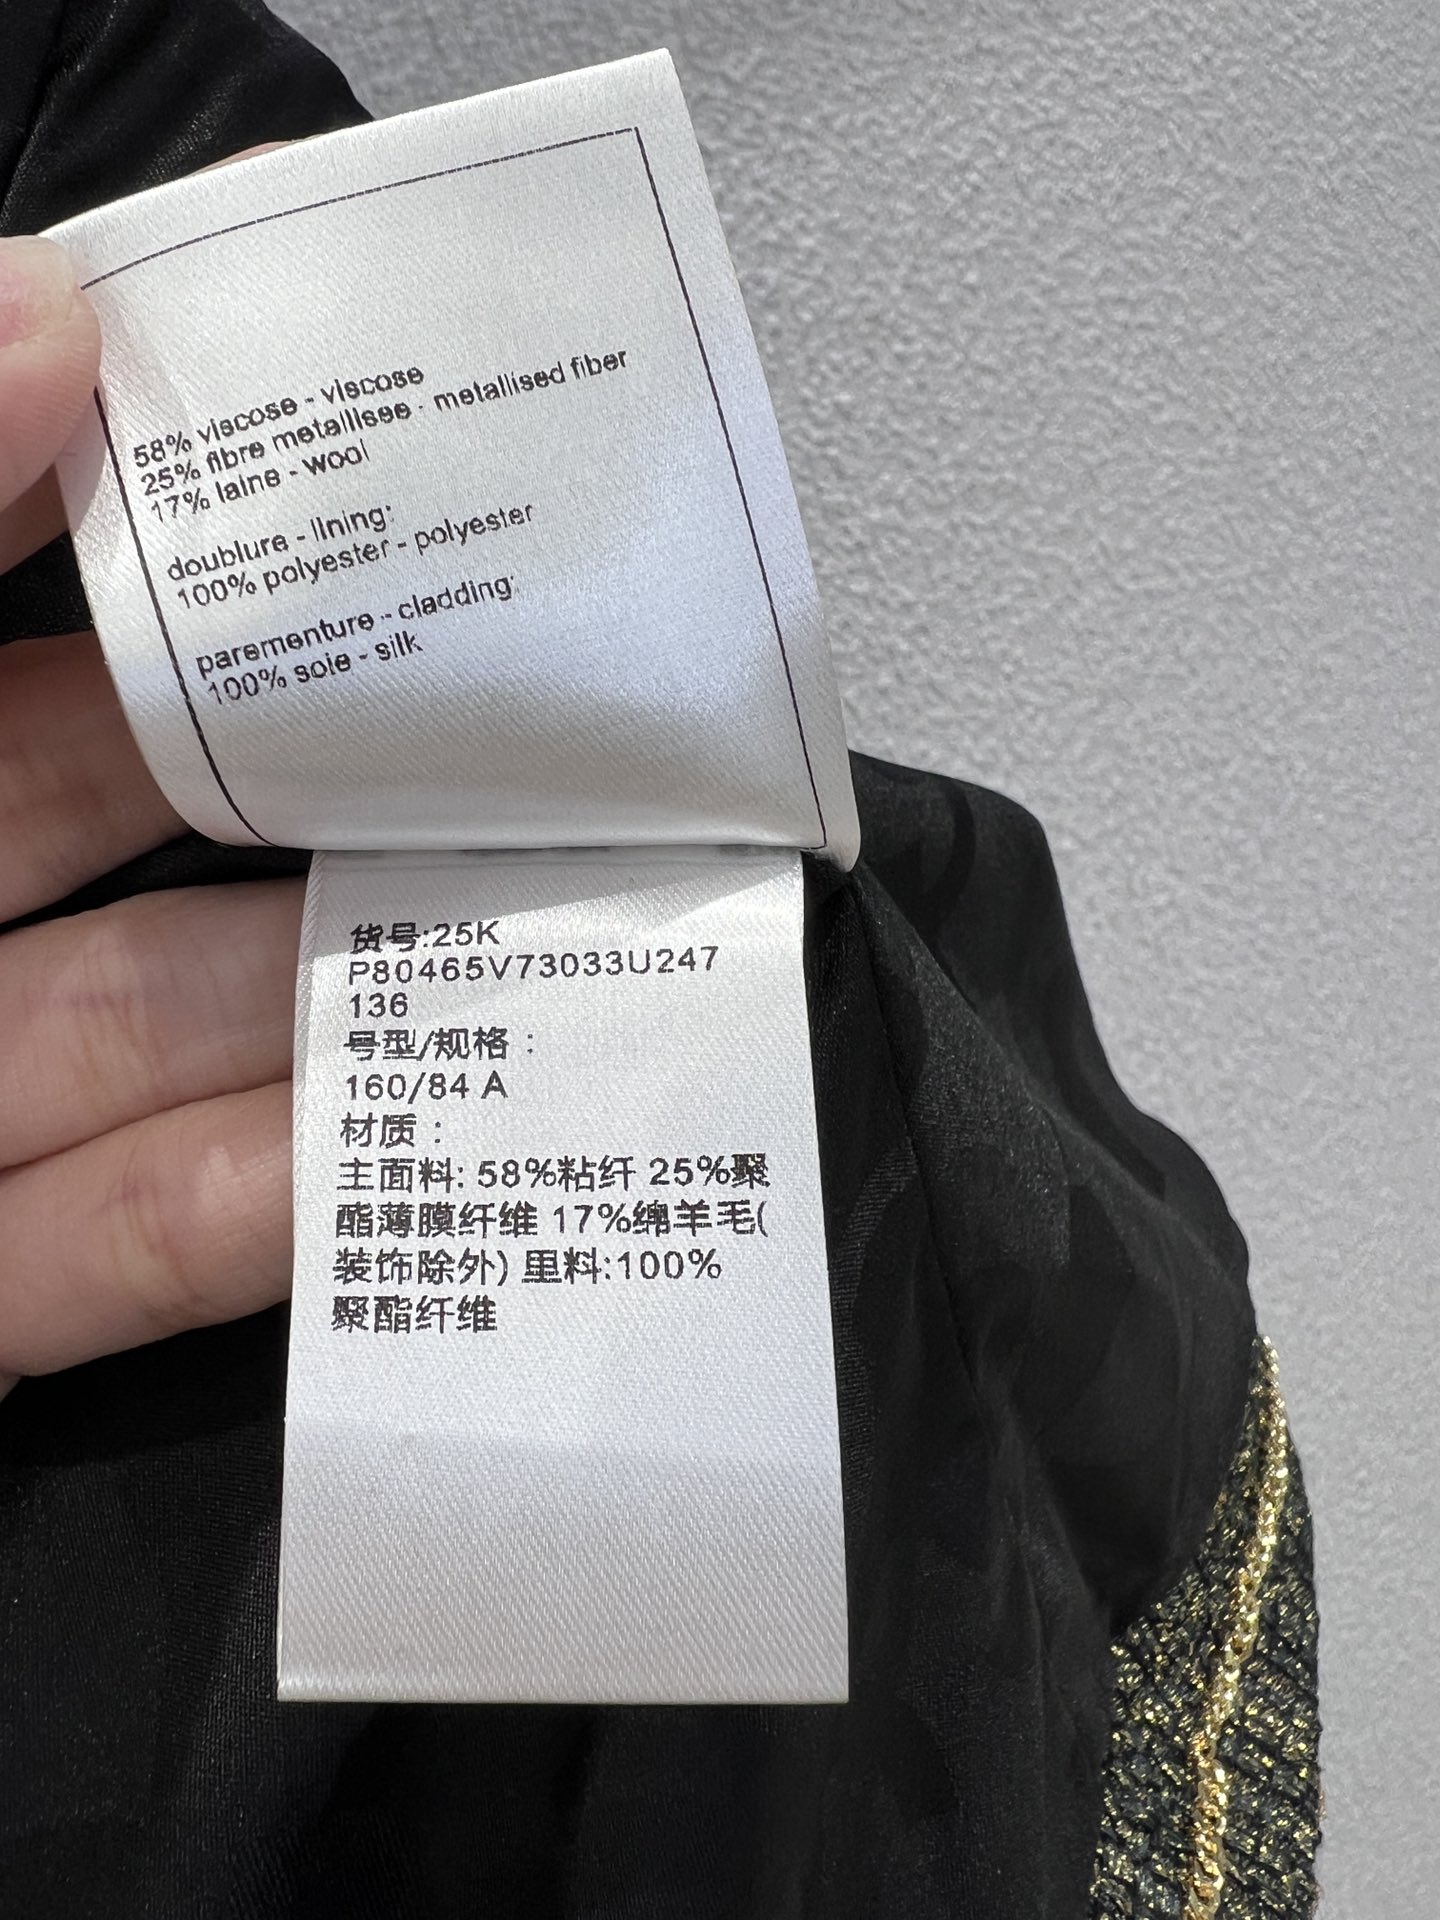 58% viscose - viscose
25% fibre metallisee - metallised fiber
17% laine - wool
doublure - lining:
100% polyester - polyester
parementure - cladding:
100% soie - silk
货号:25K
P80465V73033U247
136
号型/规格：
160/84 A
材质：
主面料: 58%粘纤 25%聚
酯薄膜纤维 17%绵羊毛(
装饰除外) 里料:100%
聚酯纤维